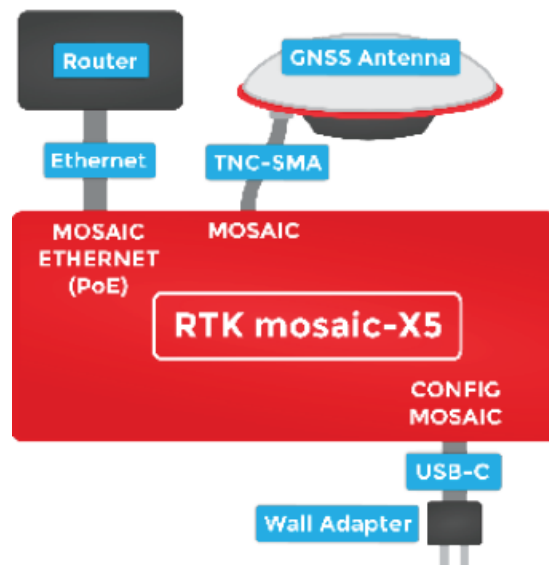 Router
GNSS Antenna
Ethernet
TNC-SMA
MOSAIC
ETHERNET
(PoE)
MOSAIC
RTK mosaic-X5
CONFIG
MOSAIC
USB-C
Wall Adapter